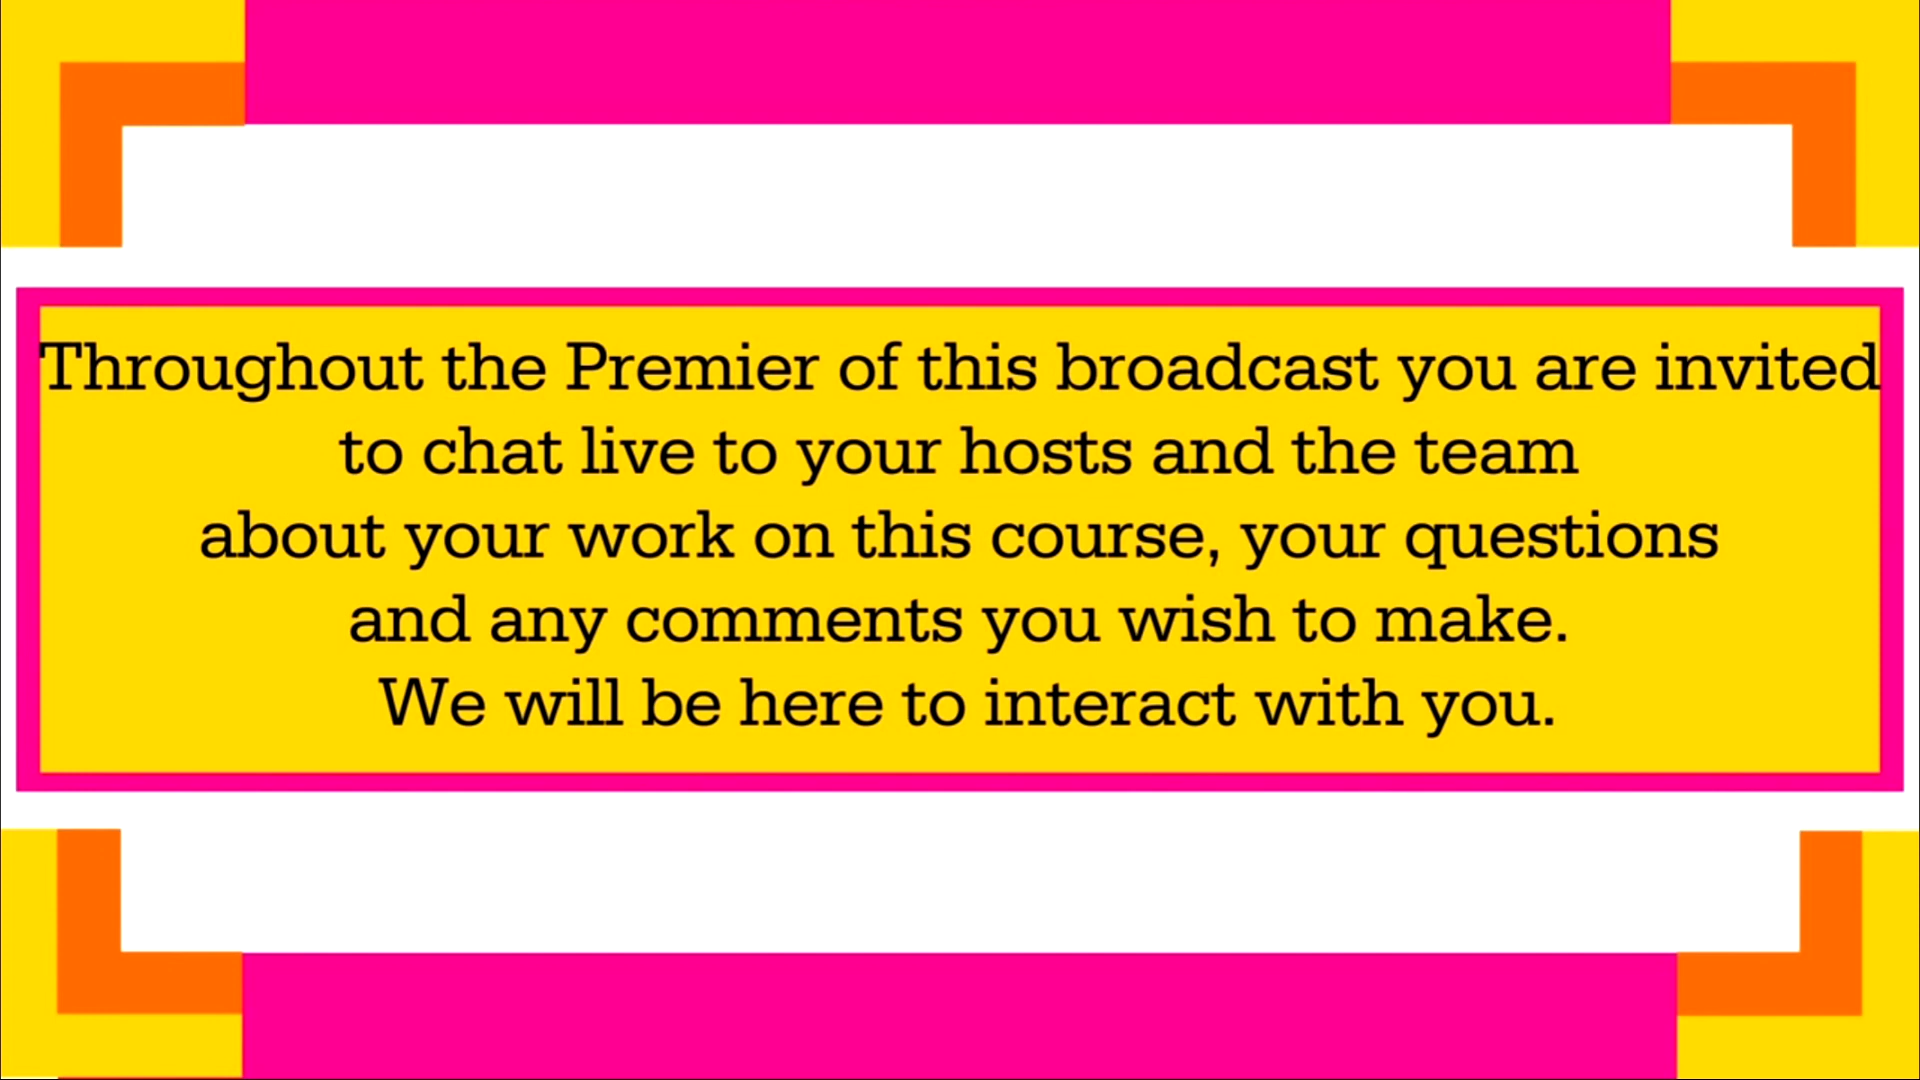 Throughout the Premier of this broadcast you are invited
to chat live to your hosts and the team
about your work on this course, your questions
and any comments you wish to make.
We will be here to interact with you.